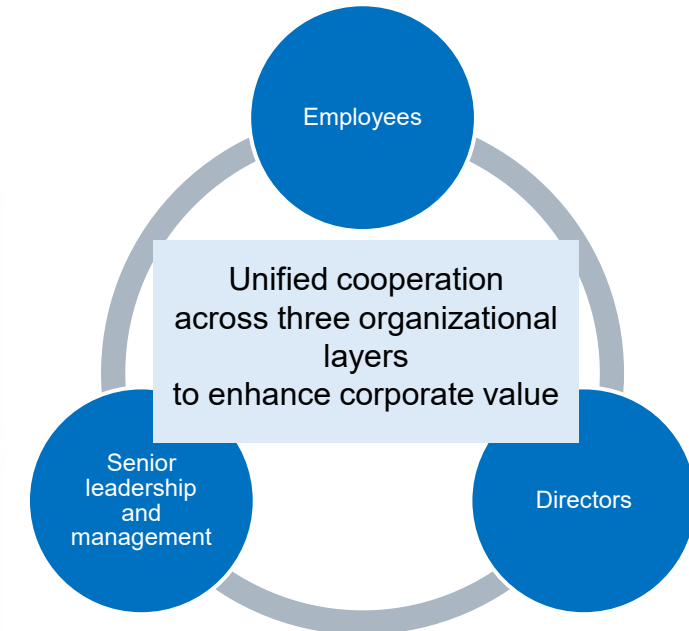 Employees
Unified cooperation
across three organizational
layers
to enhance corporate value
Senior
leadership
and
management
Directors